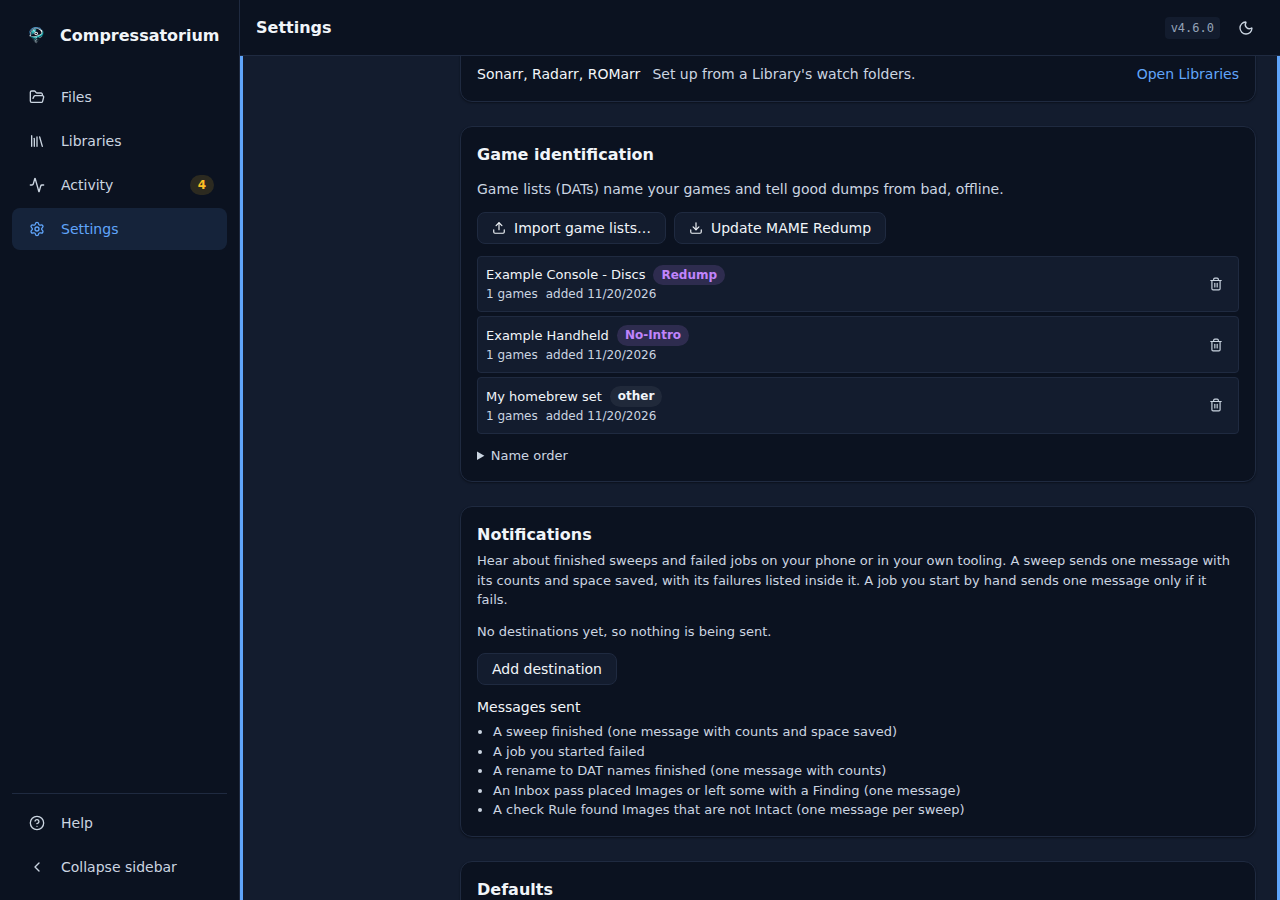 Compressatorium
Settings
v4.6.0
Files
Libraries
Activity
4
Settings
Help
Collapse sidebar
Sonarr, Radarr, ROMarr Set up from a Library's watch folders.
Open Libraries
Game identification
Game lists (DATs) name your games and tell good dumps from bad, offline.
Import game lists...
Update MAME Redump
Example Console - Discs Redump
1 games added 11/20/2026
Example Handheld No-Intro
1 games added 11/20/2026
My homebrew set other
1 games added 11/20/2026
Name order
Notifications
Hear about finished sweeps and failed jobs on your phone or in your own tooling. A sweep sends one message with
its counts and space saved, with its failures listed inside it. A job you start by hand sends one message only if it
fails.
No destinations yet, so nothing is being sent.
Add destination
Messages sent
• A sweep finished (one message with counts and space saved)
• A job you started failed
• A rename to DAT names finished (one message with counts)
• An Inbox pass placed Images or left some with a Finding (one message)
• A check Rule found Images that are not Intact (one message per sweep)
Defaults